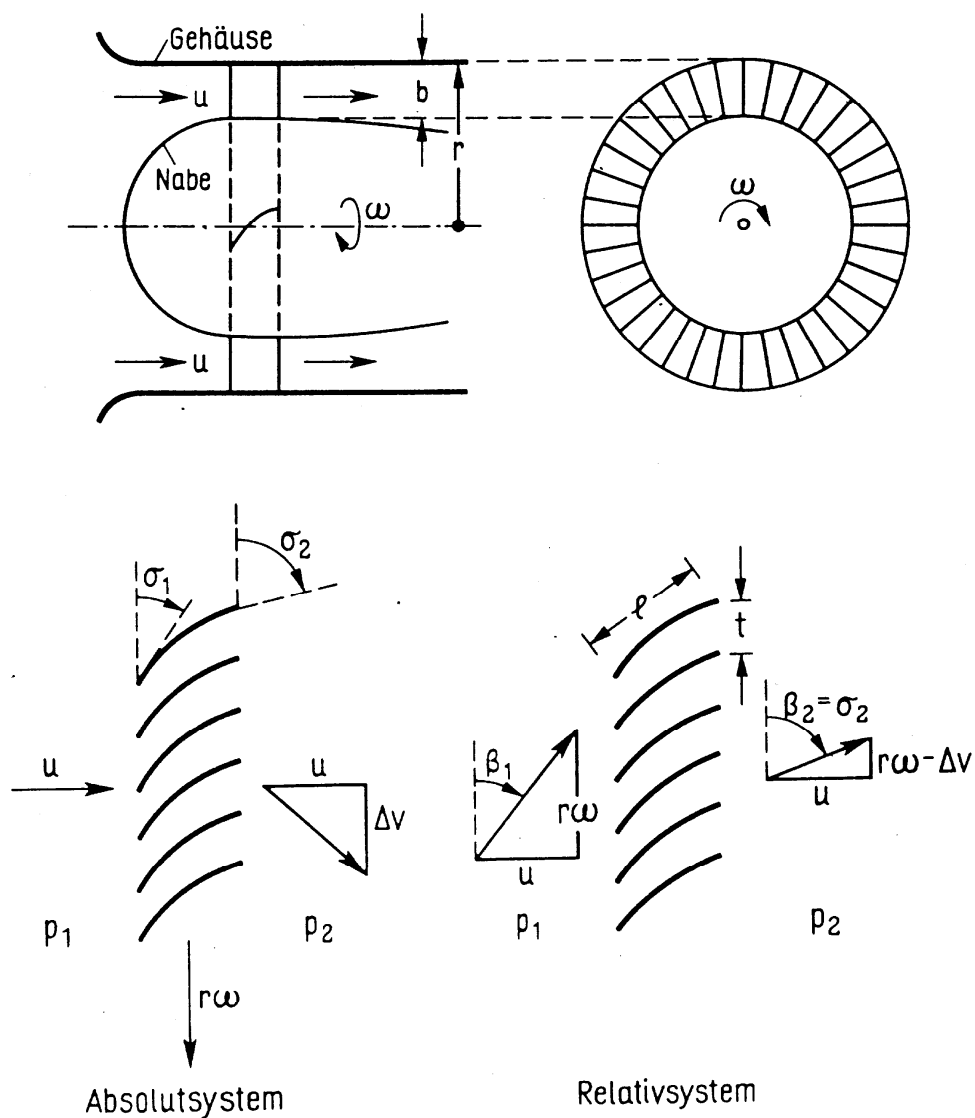 Gehäuse
u
b
r
Nabe
ω
ω
u
σ₁
σ₂
ℓ
t
u
u
Δv
β₁
rω
u
β₂=σ₂
rω-Δv
u
p₁
p₂
p₁
p₂
rω
Absolutsystem
Relativsystem